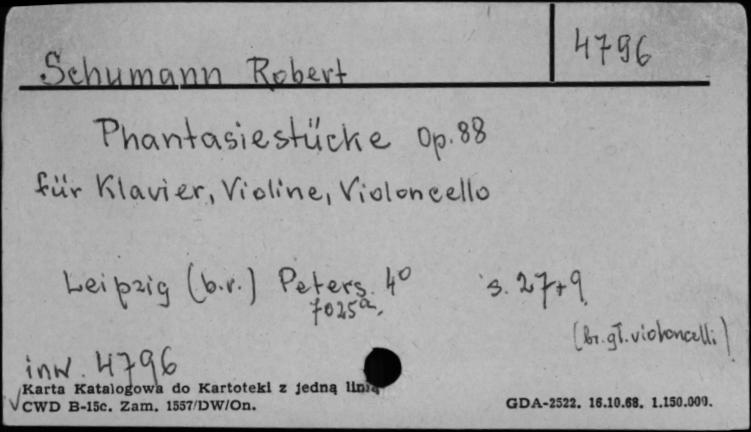 Schumann Robert 4796
Phantasiestücke Op. 88
für Klavier, Violine, Violoncello
Leipzig (b.r.) Peters. 4° s. 27+9
7025a.
(br. gł. violoncelli)
inw. 4796
Karta Katalogowa do Kartoteki z jedną linią
CWD B-15c. Zam. 1557/DW/On. GDA-2522. 16.10.68. 1.150.000.